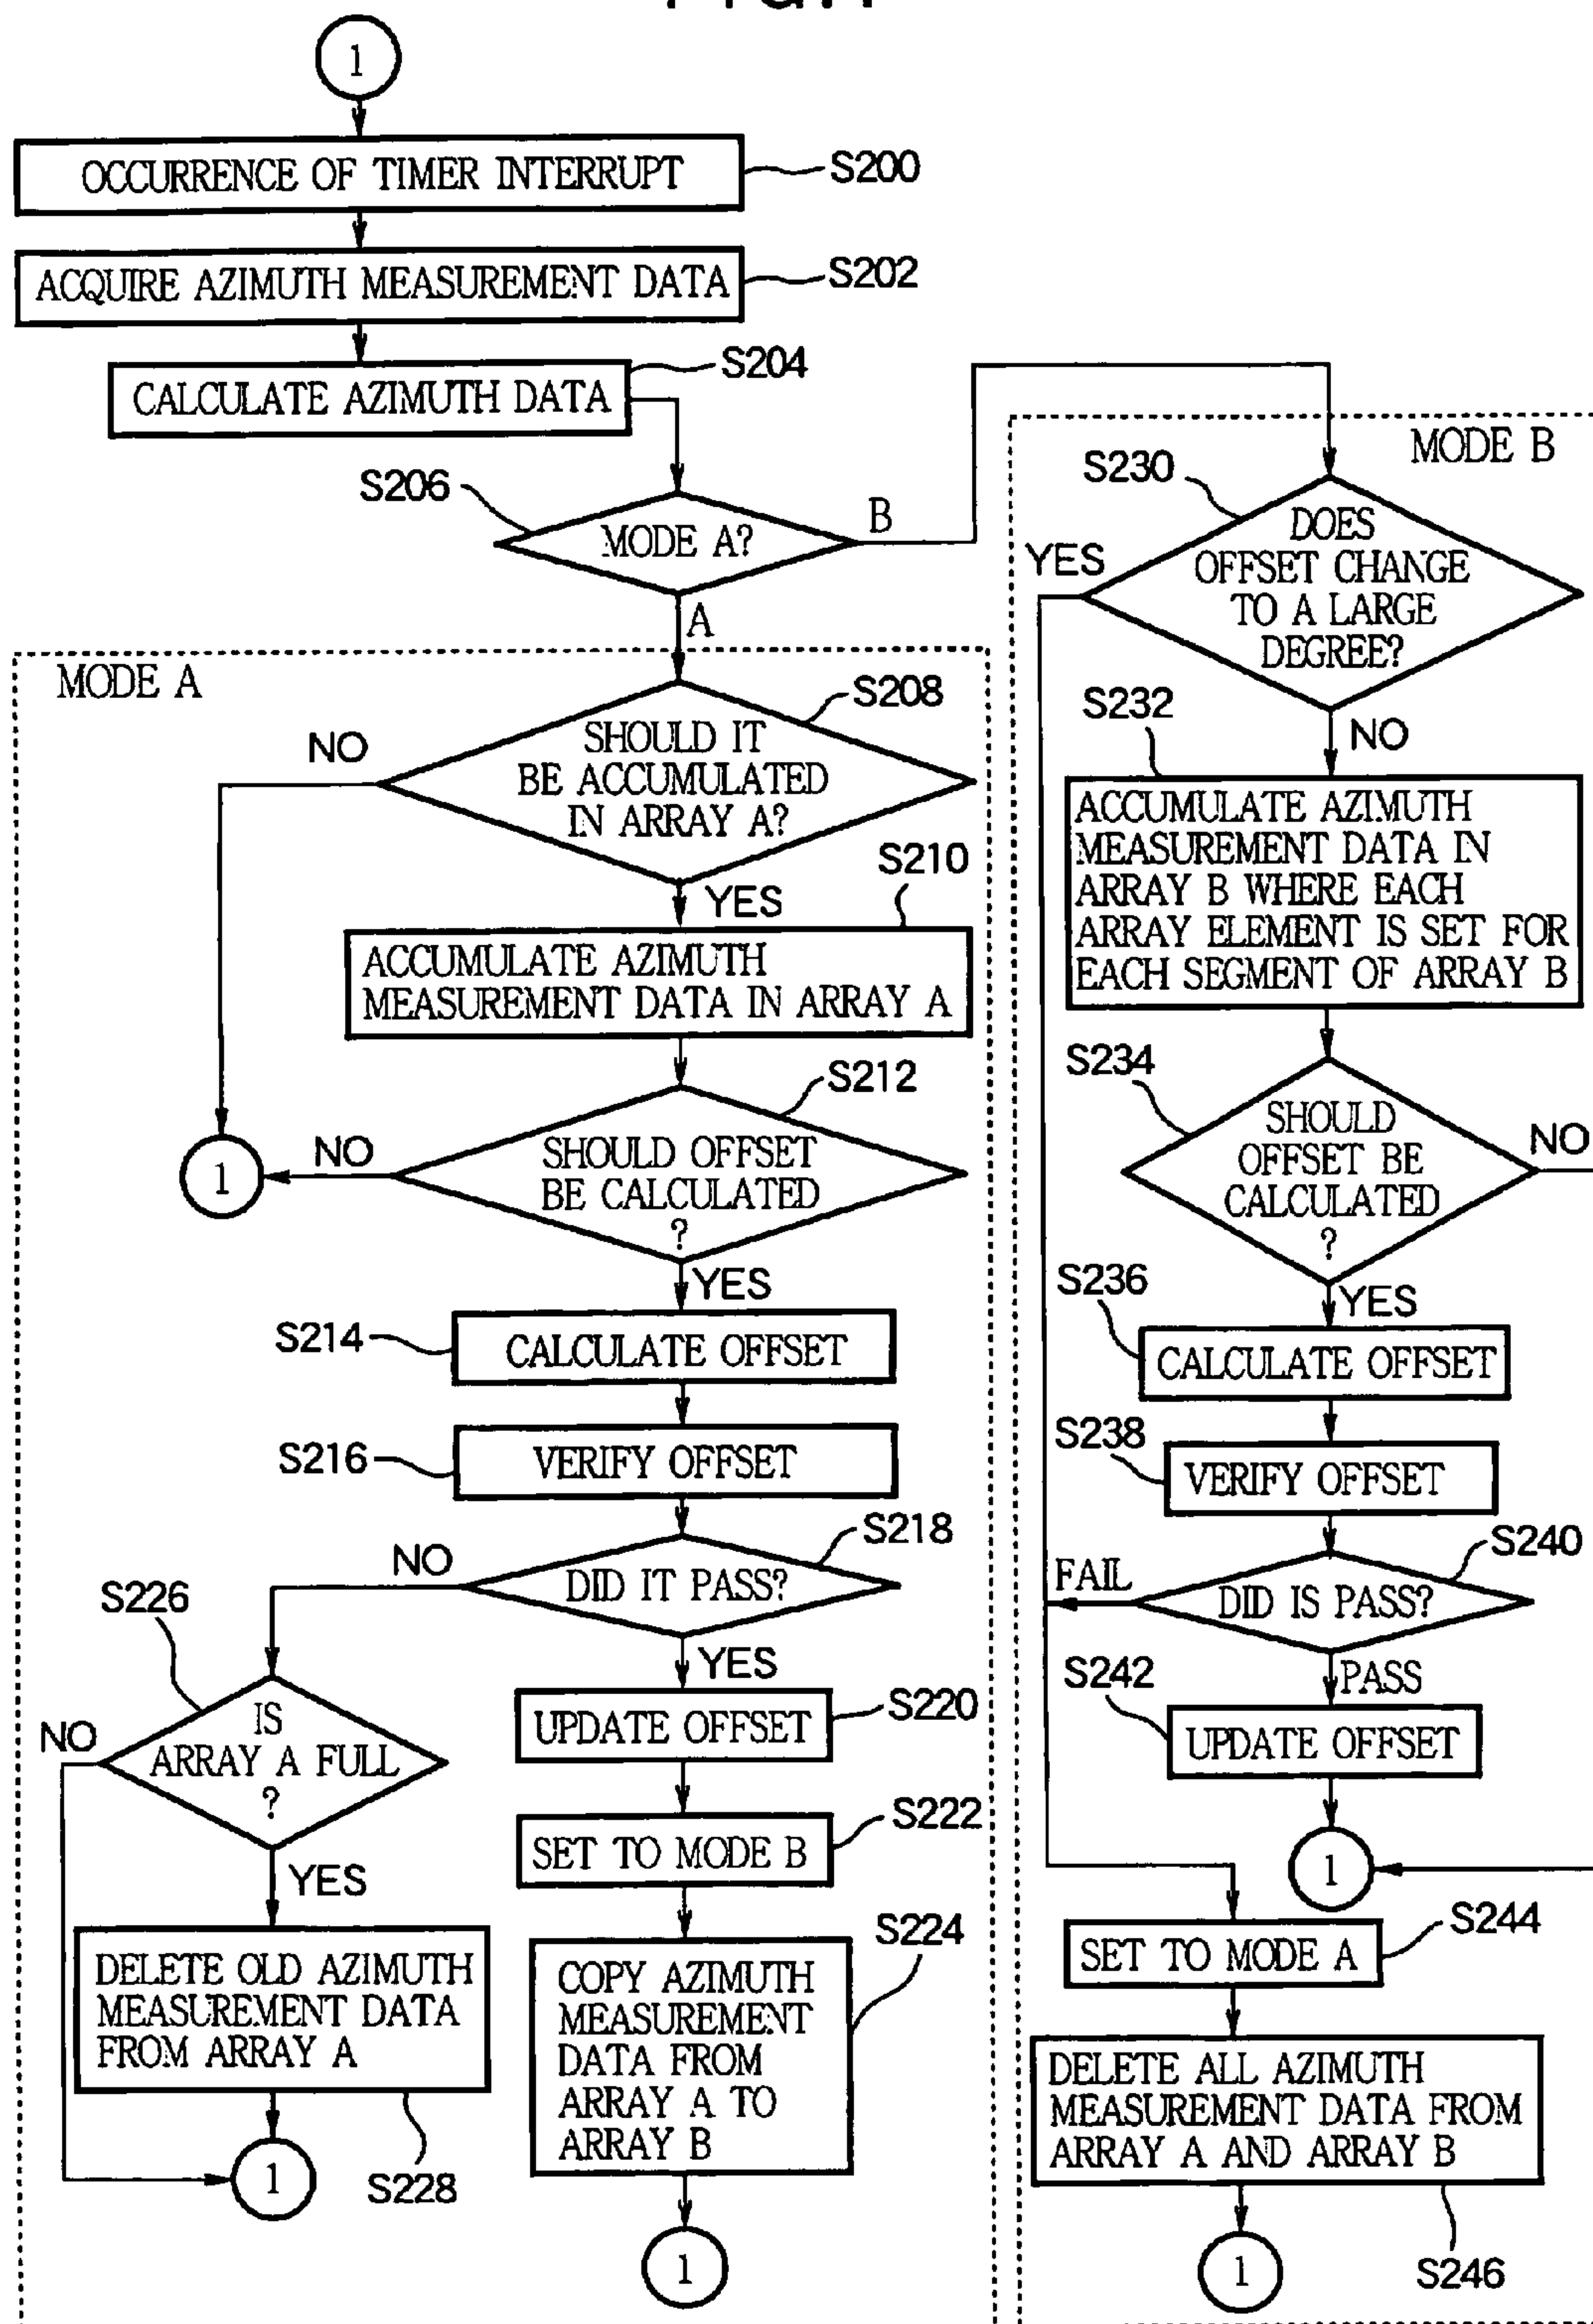 1
OCCURRENCE OF TIMER INTERRUPT
S200
ACQUIRE AZIMUTH MEASUREMENT DATA
S202
CALCULATE AZIMUTH DATA
S204
S206
MODE A?
B
A
MODE A
S208
NO
SHOULD IT
BE ACCUMULATED
IN ARRAY A?
YES
S210
ACCUMULATE AZIMUTH
MEASUREMENT DATA IN ARRAY A
S212
1
NO
SHOULD OFFSET
BE CALCULATED
?
YES
S214
CALCULATE OFFSET
S216
VERIFY OFFSET
S218
NO
DID IT PASS?
YES
S220
UPDATE OFFSET
S222
SET TO MODE B
S224
COPY AZIMUTH
MEASUREMENT
DATA FROM
ARRAY A TO
ARRAY B
1
S226
NO
IS
ARRAY A FULL
?
YES
DELETE OLD AZIMUTH
MEASUREMENT DATA
FROM ARRAY A
S228
1
MODE B
S230
YES
DOES
OFFSET CHANGE
TO A LARGE
DEGREE?
NO
S232
ACCUMULATE AZIMUTH
MEASUREMENT DATA IN
ARRAY B WHERE EACH
ARRAY ELEMENT IS SET FOR
EACH SEGMENT OF ARRAY B
S234
SHOULD
OFFSET BE
CALCULATED
?
NO
YES
S236
CALCULATE OFFSET
S238
VERIFY OFFSET
S240
FAIL
DID IS PASS?
PASS
S242
UPDATE OFFSET
1
S244
SET TO MODE A
DELETE ALL AZIMUTH
MEASUREMENT DATA FROM
ARRAY A AND ARRAY B
S246
1